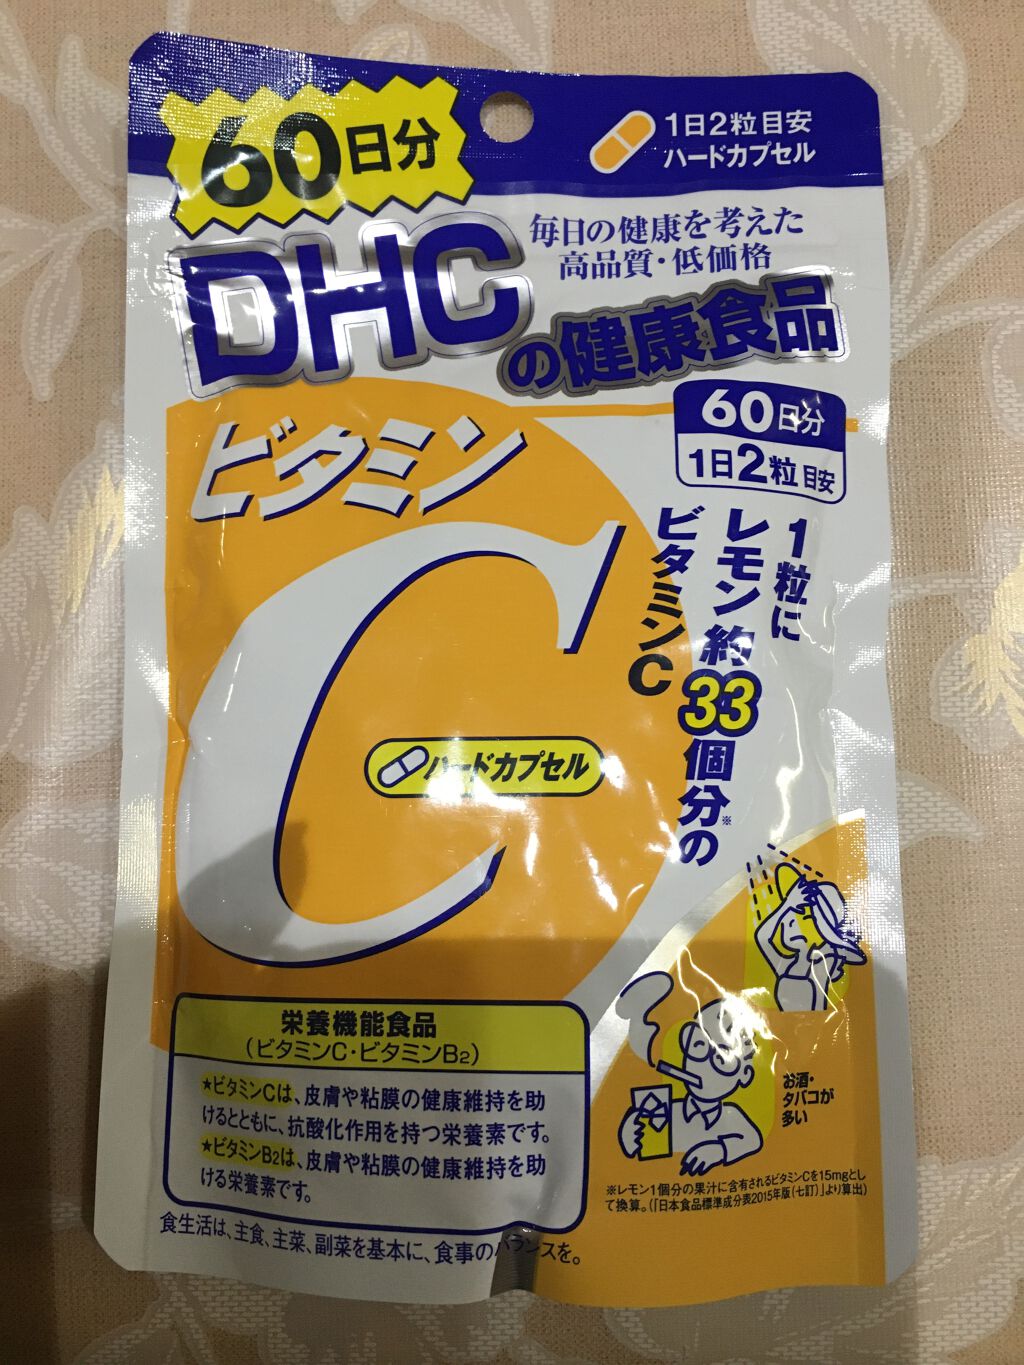 60日分
1日2粒目安
ハードカプセル
毎日の健康を考えた
高品質・低価格
DHC
の健康食品
60日分
1日2粒目安
ビタミン
C
1粒に
レモン約33個分の※
ビタミンC
ハードカプセル
栄養機能食品
(ビタミンC・ビタミンB2)
★ビタミンCは、皮膚や粘膜の健康維持を助
けるとともに、抗酸化作用を持つ栄養素です。
★ビタミンB2は、皮膚や粘膜の健康維持を助
ける栄養素です。
お酒・
タバコが
多い
※レモン1個分の果汁に含有されるビタミンCを15mgとし
て換算。(「日本食品標準成分表2015年版(七訂)」より算出)
食生活は、主食、主菜、副菜を基本に、食事のバランスを。